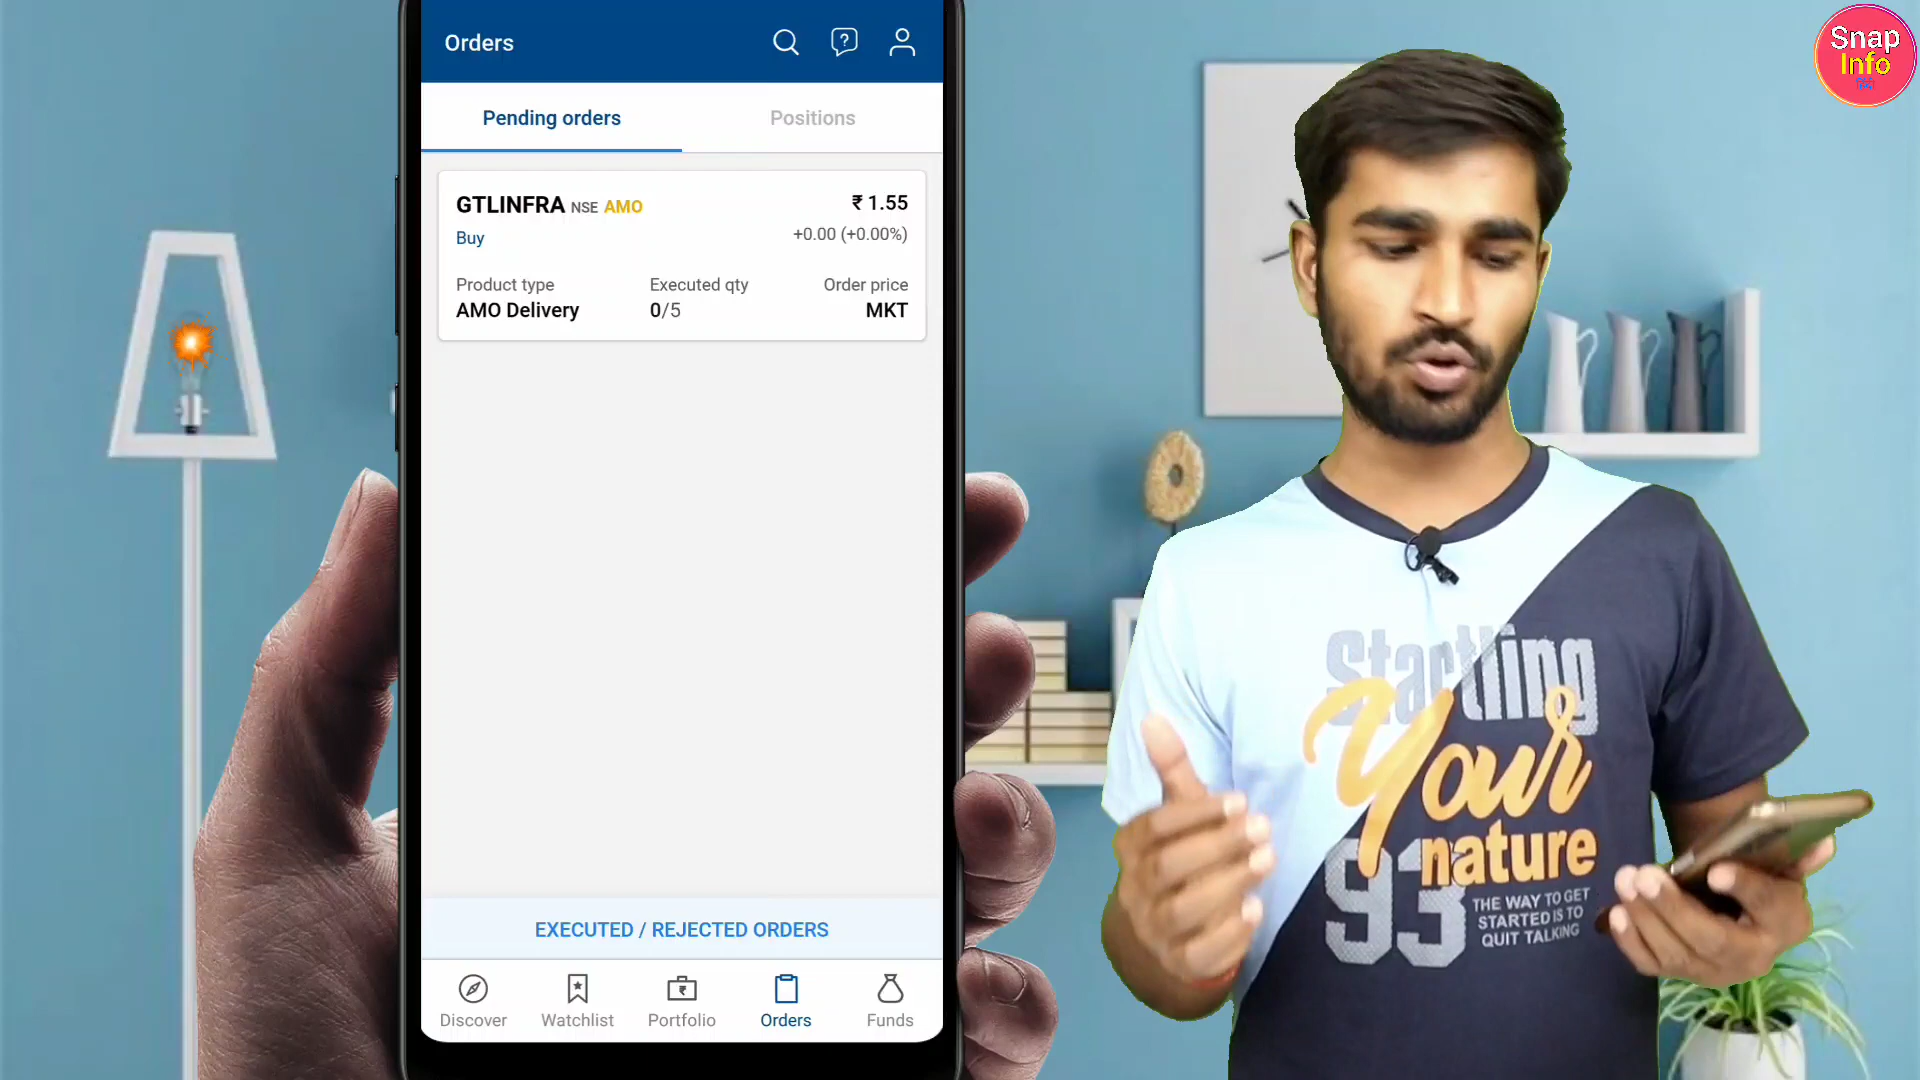 Orders
Pending orders
Positions
GTLINFRA NSE AMO
₹ 1.55
Buy
+0.00 (+0.00%)
Product type
Executed qty
Order price
AMO Delivery
0/5
MKT
EXECUTED / REJECTED ORDERS
Discover
Watchlist
Portfolio
Orders
Funds
Snap
Info
Startling
Your
nature
93
THE WAY TO GET
STARTED IS TO
QUIT TALKING